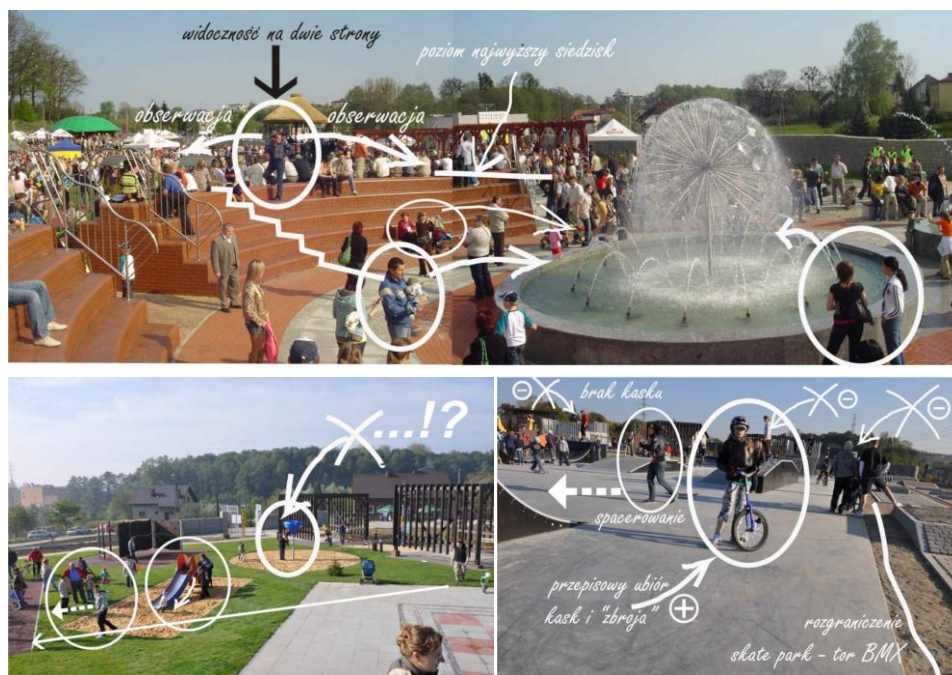 widoczność na dwie strony
poziom najwyższy siedzisk
obserwacja
obserwacja
...!?
brak kasku
spacerowanie
przepisowy ubiór
kask i "zbroja"
rozgraniczenie
skate park - tor BMX